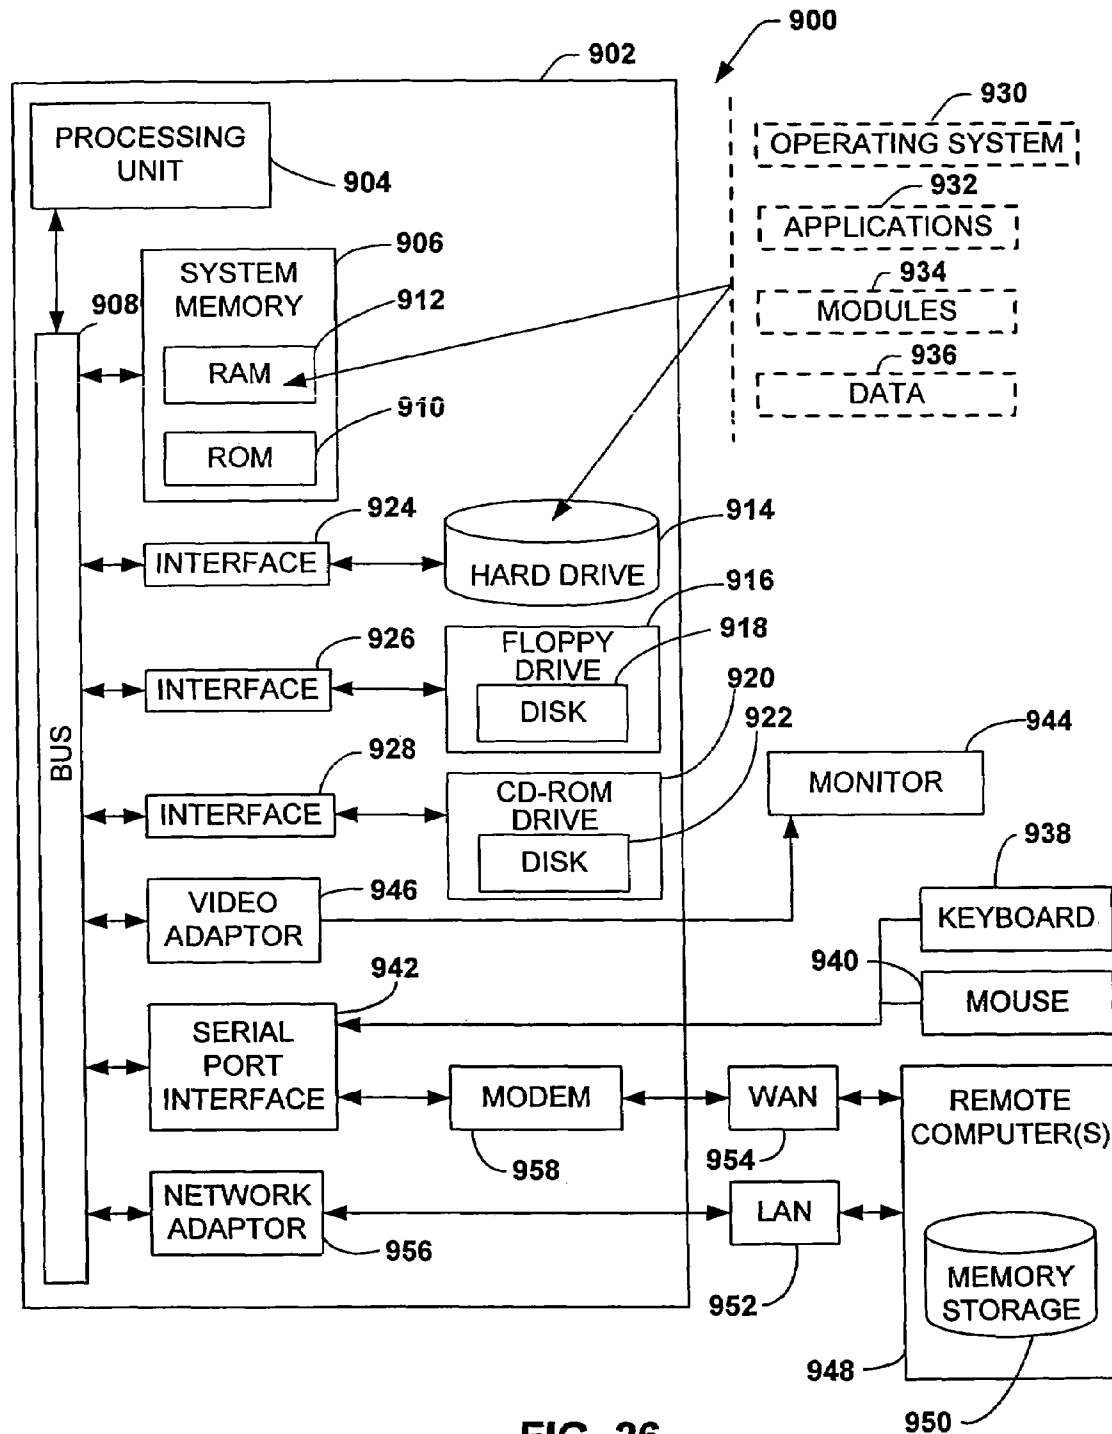 900
902
930
OPERATING SYSTEM
PROCESSING
UNIT
904
932
APPLICATIONS
906
SYSTEM
MEMORY
908
912
RAM
934
MODULES
936
DATA
910
ROM
924
INTERFACE
914
HARD DRIVE
916
926
INTERFACE
FLOPPY
DRIVE
918
DISK
920
922
BUS
928
INTERFACE
CD-ROM
DRIVE
DISK
944
MONITOR
938
KEYBOARD
946
VIDEO
ADAPTOR
940
MOUSE
942
SERIAL
PORT
INTERFACE
MODEM
958
WAN
954
REMOTE
COMPUTER(S)
NETWORK
ADAPTOR
956
LAN
952
MEMORY
STORAGE
948
950
FIG. 26